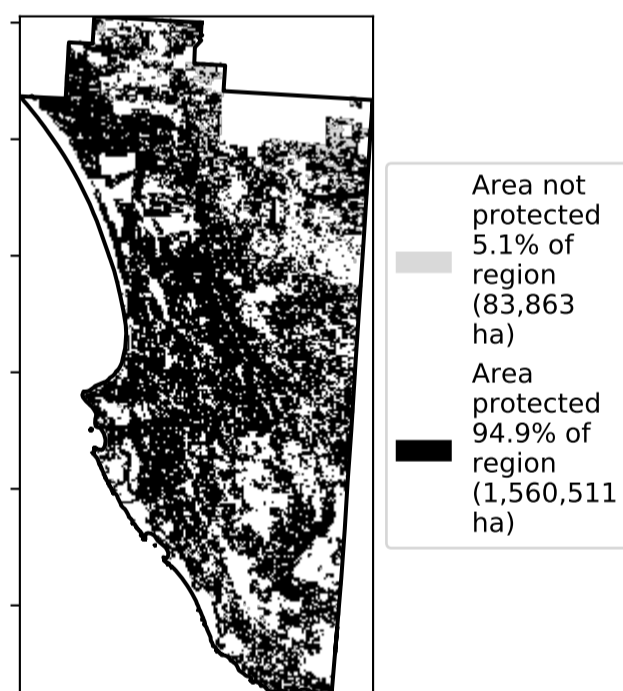 Area not
protected
5.1% of
region
(83,863
ha)
Area
protected
94.9% of
region
(1,560,511
ha)